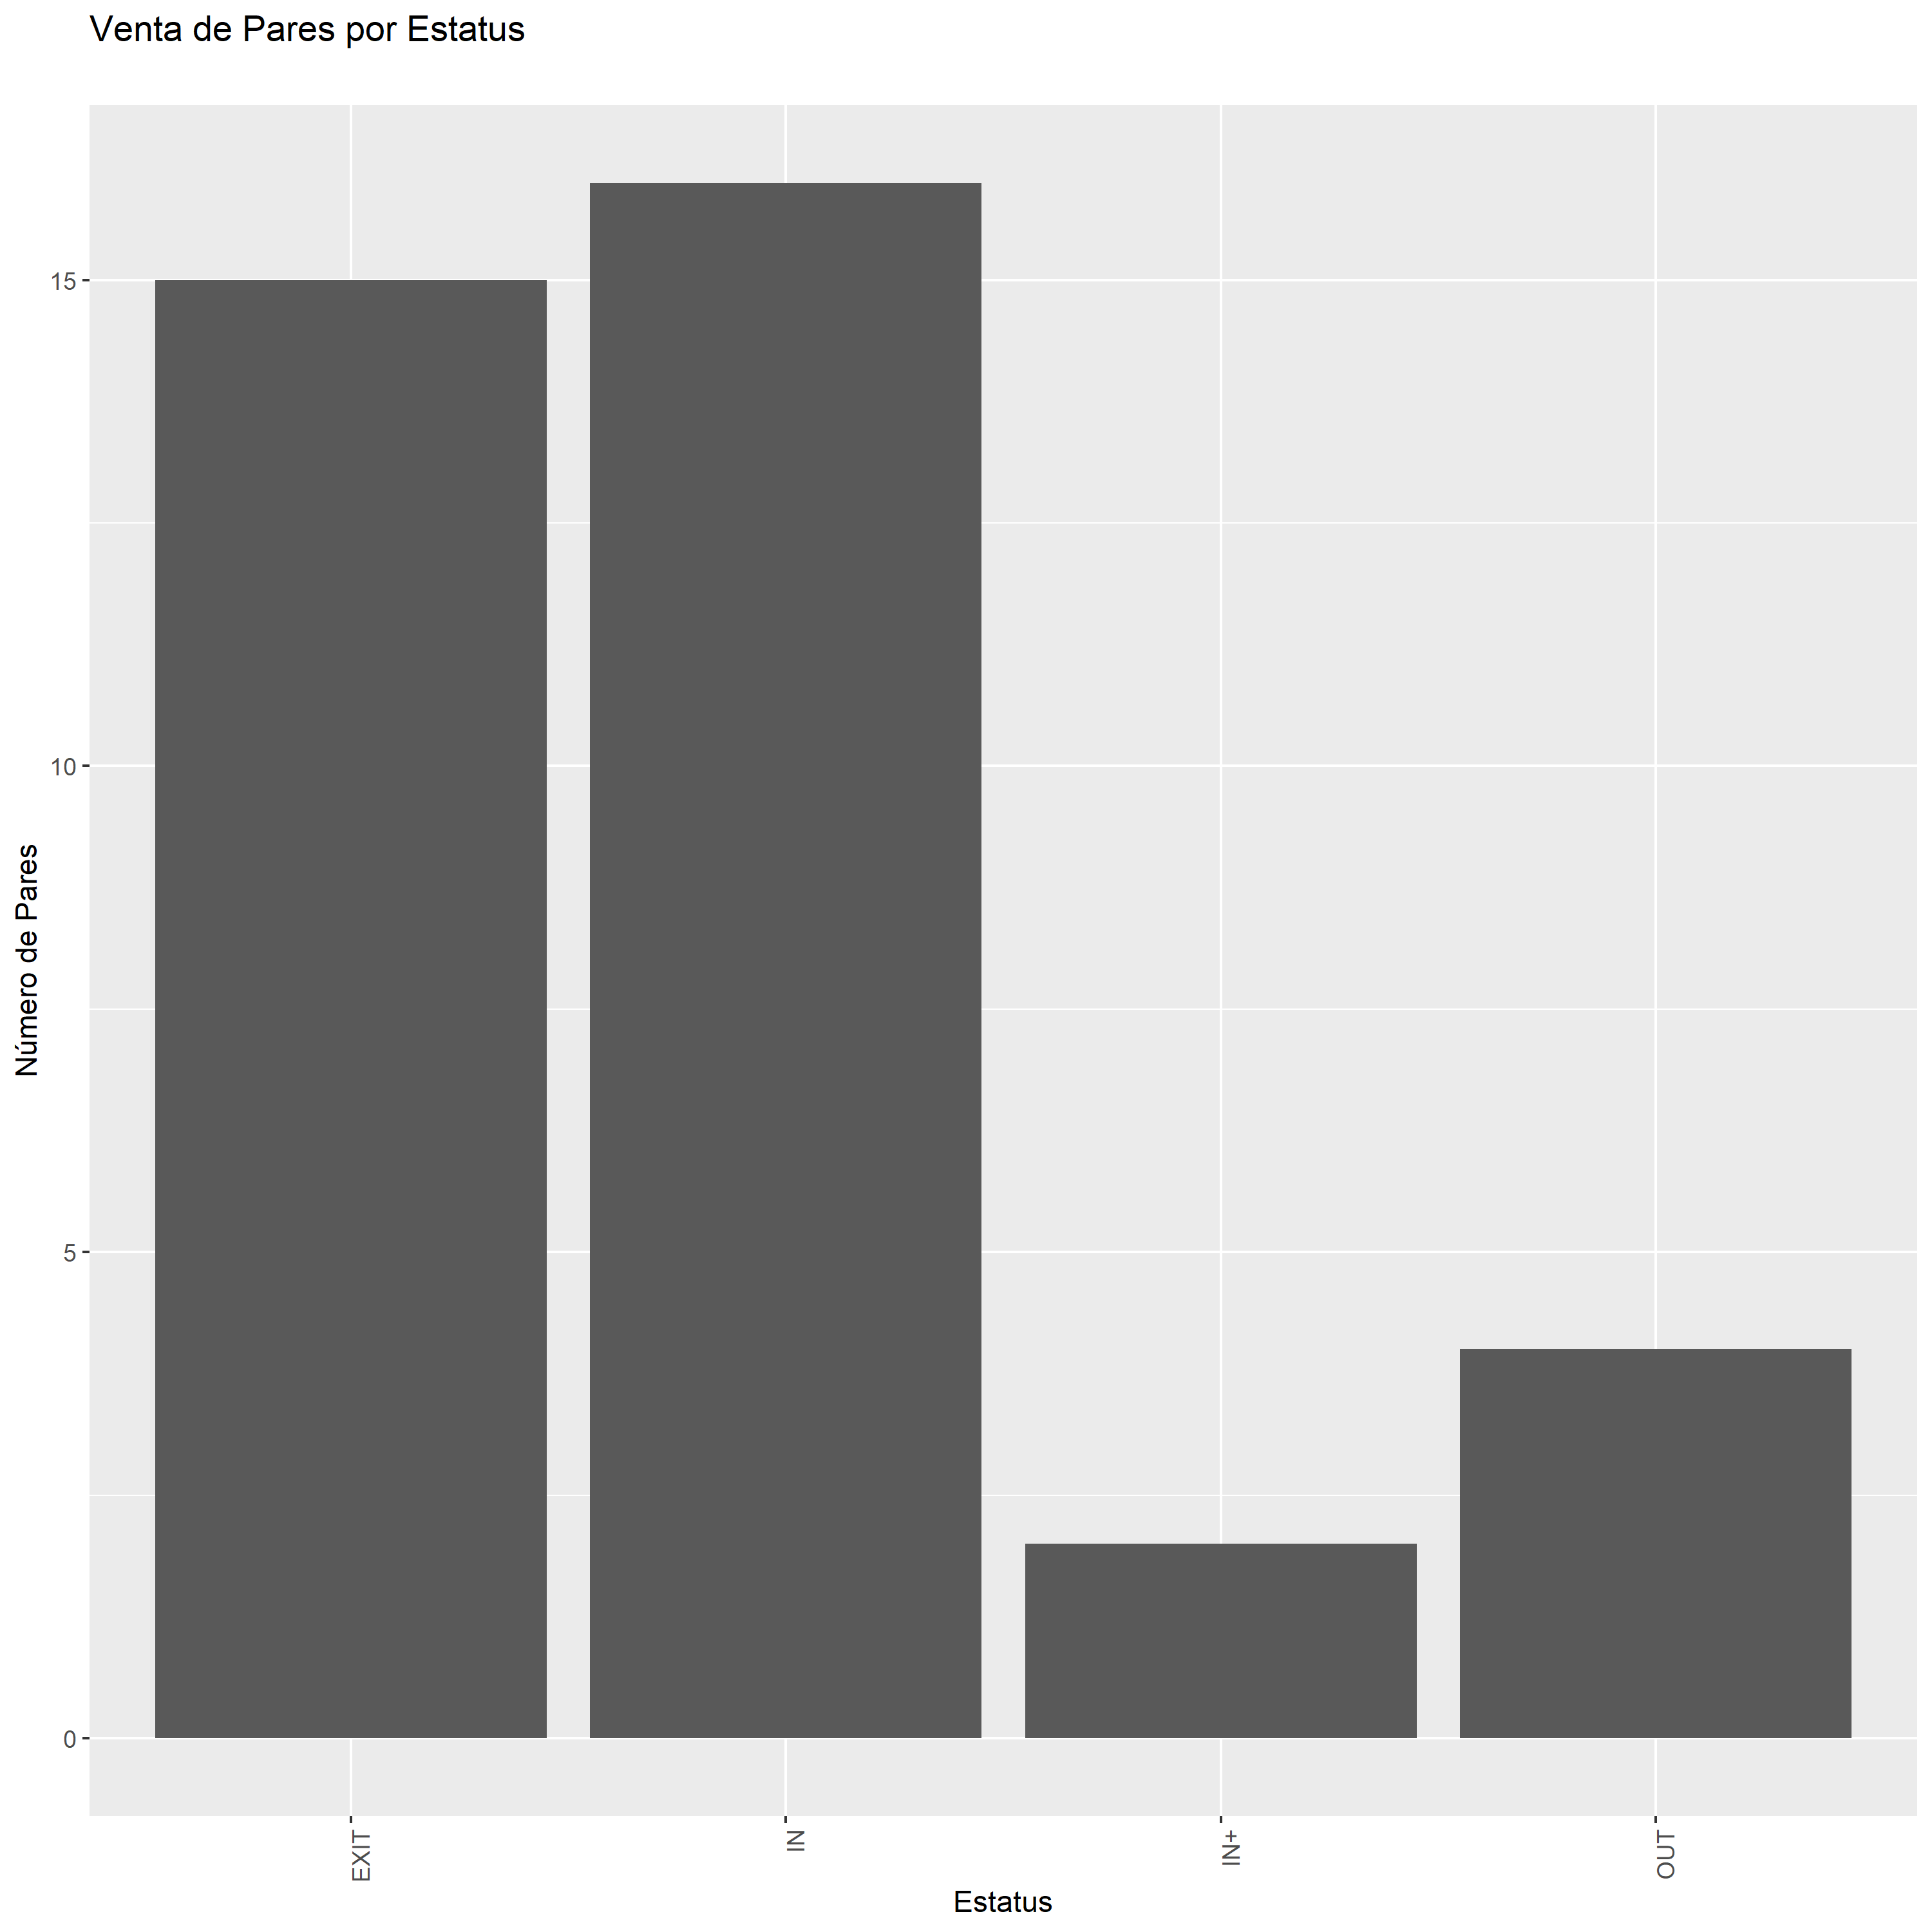 Venta de Pares por Estatus
Número de Pares
15
10
5
0
EXIT
IN
IN+
OUT
Estatus